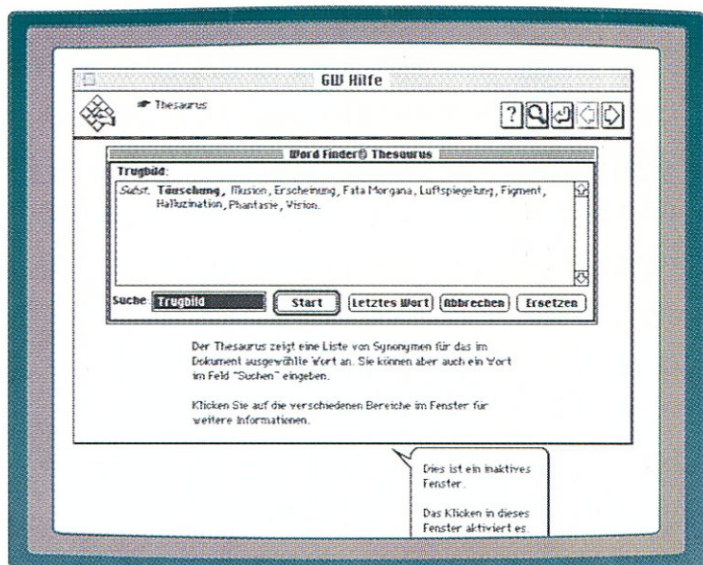 GW Hilfe
Thesaurus
?
Word Finder® Thesaurus
Trugbild:
Subst. Täuschung, Illusion, Erscheinung, Fata Morgana, Luftspiegelung, Figment,
Halluzination, Phantasie, Vision.
Suche: Trugbild Start Letztes Wort Abbrechen Ersetzen
Der Thesaurus zeigt eine Liste von Synonymen für das im
Dokument ausgewählte Wort an. Sie können aber auch ein Wort
im Feld "Suchen" eingeben.
Klicken Sie auf die verschiedenen Bereiche im Fenster für
weitere Informationen.
Dies ist ein inaktives
Fenster.
Das Klicken in dieses
Fenster aktiviert es.